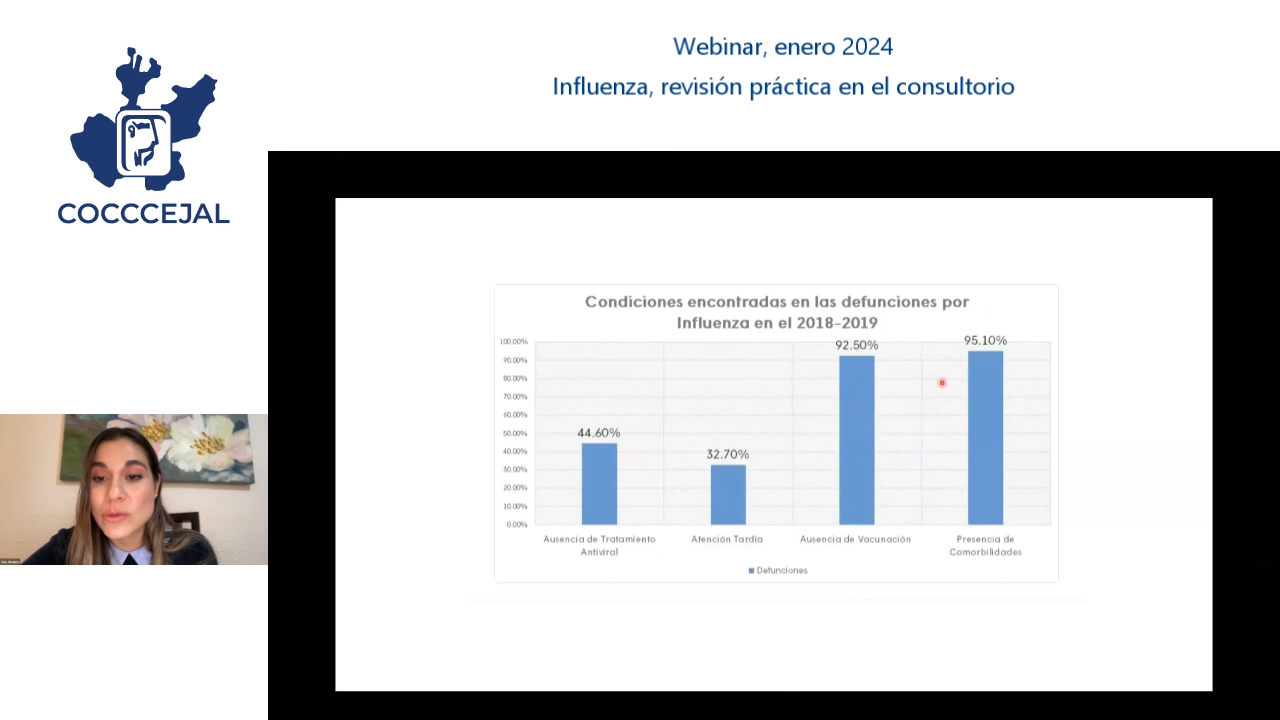 Webinar, enero 2024
Influenza, revisión práctica en el consultorio
COCCCEJAL
Condiciones encontradas en las defunciones por
Influenza en el 2018-2019
100.00%
90.00%
80.00%
70.00%
60.00%
50.00%
40.00%
30.00%
20.00%
10.00%
0.00%
44.60%
32.70%
92.50%
95.10%
Ausencia de Tratamiento
Antiviral
Atención Tardía
Ausencia de Vacunación
Presencia de
Comorbilidades
Defunciones